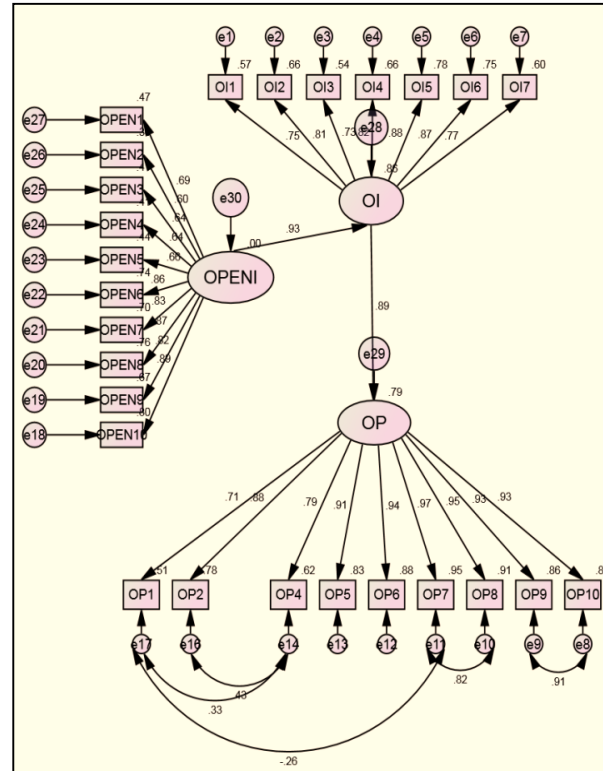 e1 e2 e3 e4 e5 e6 e7
.57 .66 .54 .66 .78 .75 .60
OI1 OI2 OI3 OI4 OI5 OI6 OI7
.75 .81 .73 .88 .87 .77
e28
.86
OI
.47
e27 OPEN1
e26 OPEN2
e25 OPEN3
e24 OPEN4
.44
e23 OPEN5
.74
e22 OPEN6
.70
e21 OPEN7
.76
e20 OPEN8
.67
e19 OPEN9
.80
e18 OPEN10
.69
.60
.64
.64
.66
.86
.83
.87
.82
.89
e30
.00
OPENI
.93
.89
e29
.79
OP
.71 .88 .79 .91 .94 .97 .95 .93 .93
.51 .78 .62 .83 .88 .95 .91 .86
OP1 OP2 OP4 OP5 OP6 OP7 OP8 OP9 OP10
e17 e16 e14 e13 e12 e11 e10 e9 e8
.43
.33
.82
.91
-.26